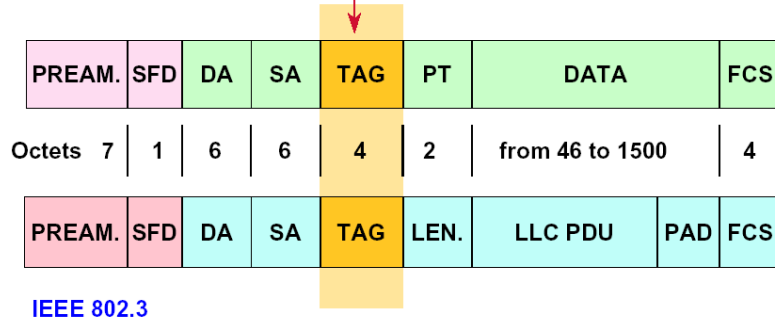 PREAM. SFD DA SA TAG PT DATA FCS
Octets 7 1 6 6 4 2 from 46 to 1500 4
PREAM. SFD DA SA TAG LEN. LLC PDU PAD FCS
IEEE 802.3